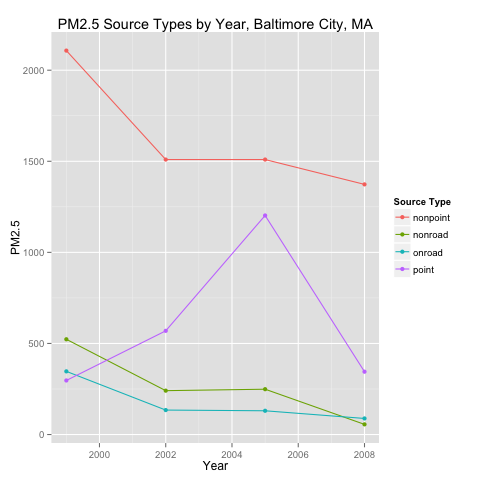 PM2.5 Source Types by Year, Baltimore City, MA
2000
1500
1000
500
0
PM2.5
2000
2002
2004
2006
2008
Year
Source Type
nonpoint
nonroad
onroad
point